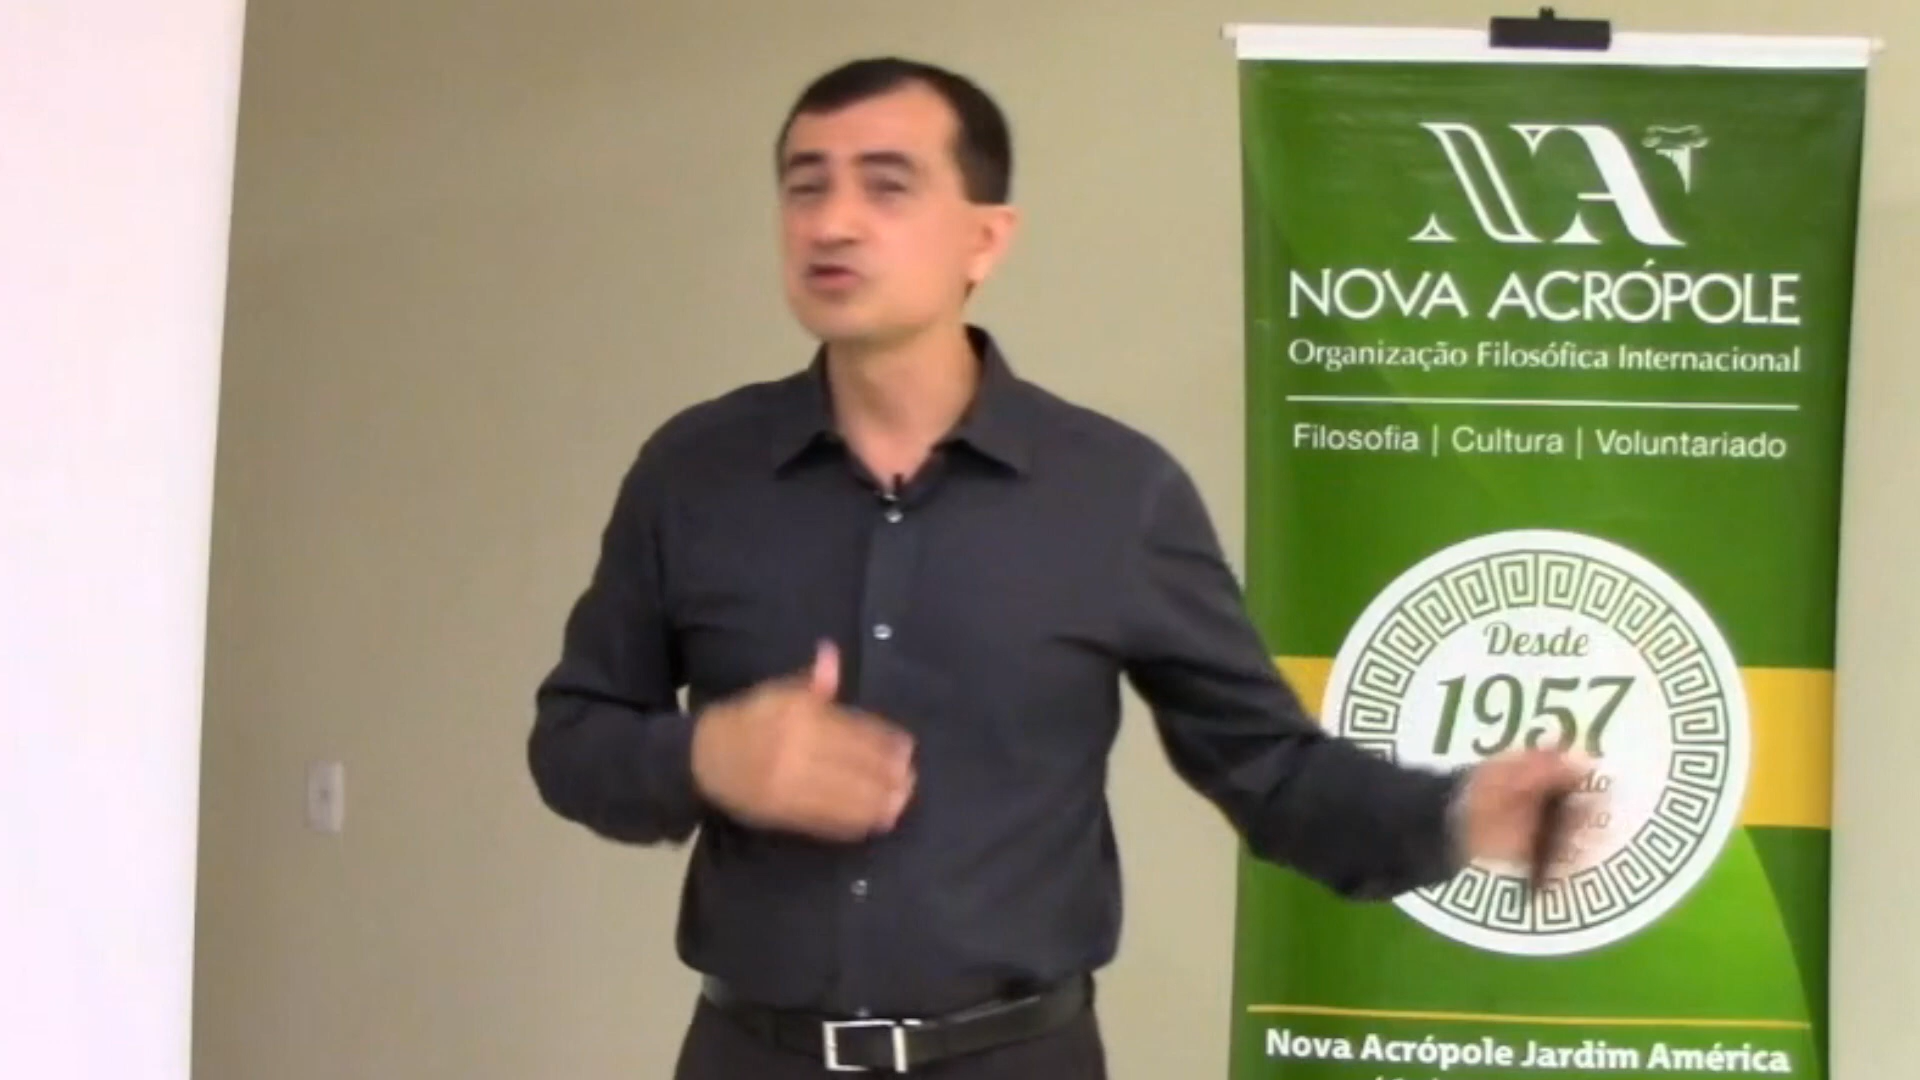 NA
NOVA ACRÓPOLE
Organização Filosófica Internacional
Filosofia | Cultura | Voluntariado
Desde
1957
Nova Acrópole Jardim América